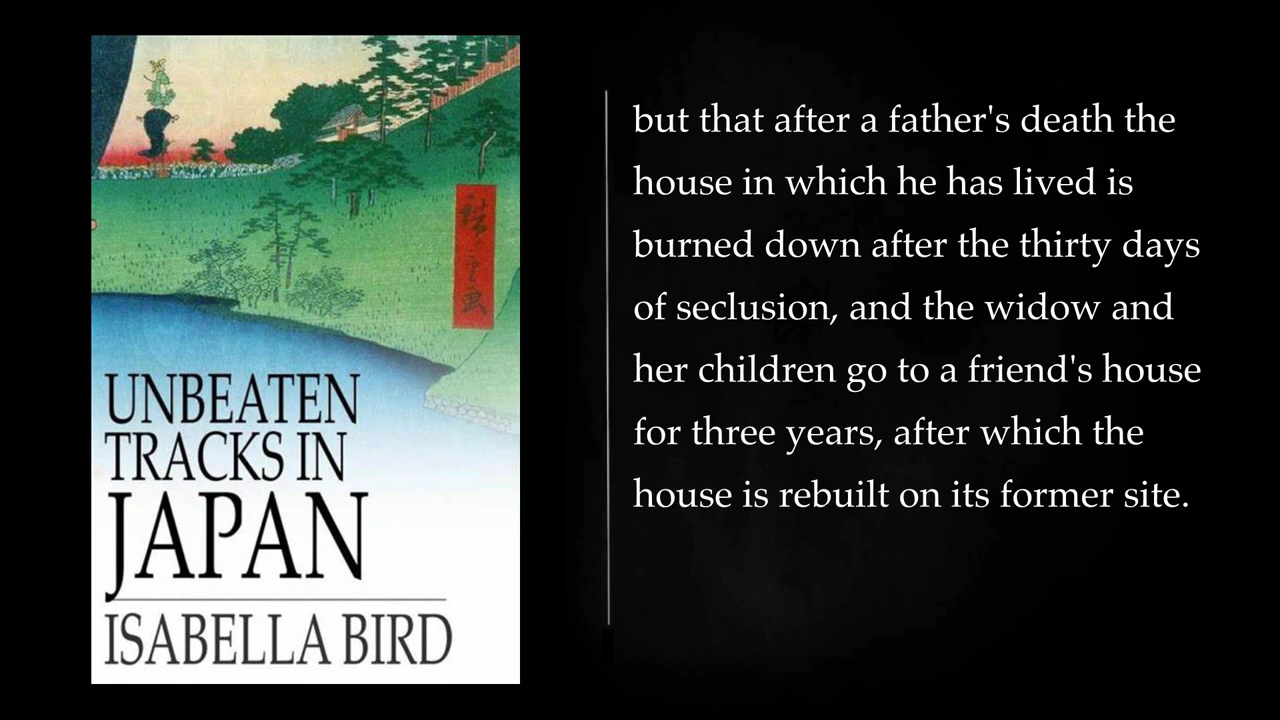 UNBEATEN
TRACKS IN
JAPAN
ISABELLA BIRD
but that after a father's death the
house in which he has lived is
burned down after the thirty days
of seclusion, and the widow and
her children go to a friend's house
for three years, after which the
house is rebuilt on its former site.